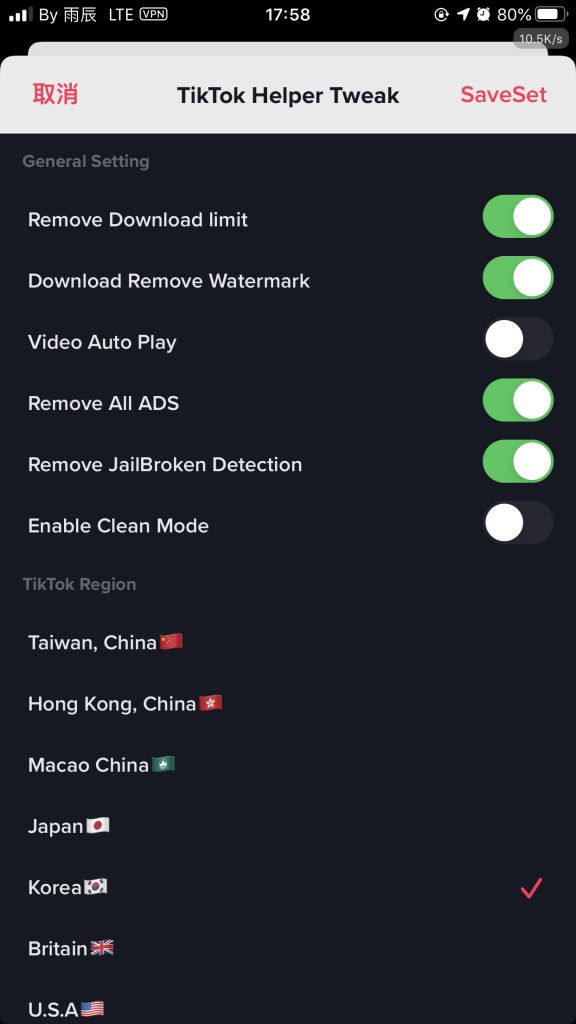 By 雨辰 LTE VPN 17:58 80%
10.5K/s
取消 TikTok Helper Tweak SaveSet
General Setting
Remove Download limit
Download Remove Watermark
Video Auto Play
Remove All ADS
Remove JailBroken Detection
Enable Clean Mode
TikTok Region
Taiwan, China🇨🇳
Hong Kong, China🇭🇰
Macao China🇲🇴
Japan🇯🇵
Korea🇰🇷
Britain🇬🇧
U.S.A🇺🇸